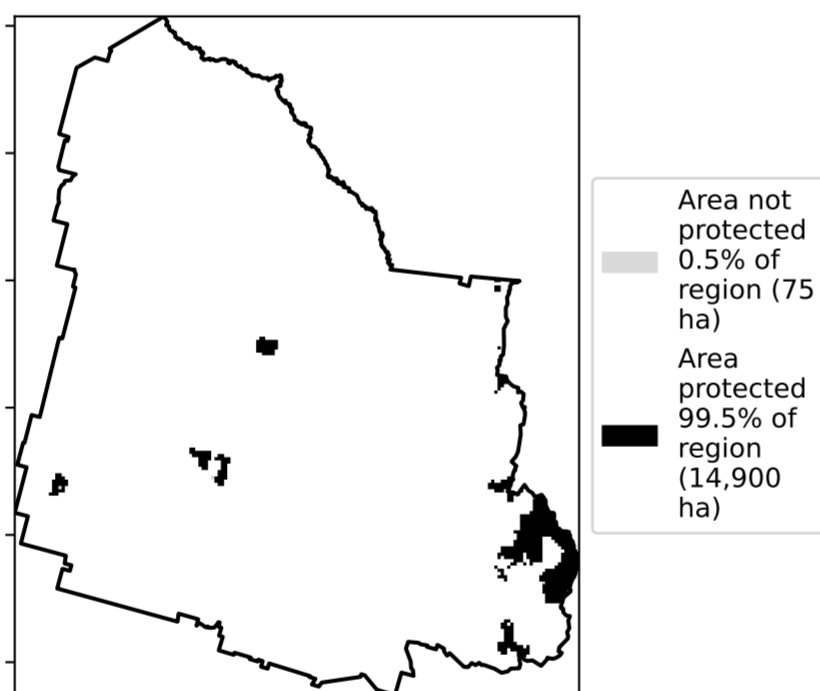 Area not
protected
0.5% of
region (75
ha)
Area
protected
99.5% of
region
(14,900
ha)